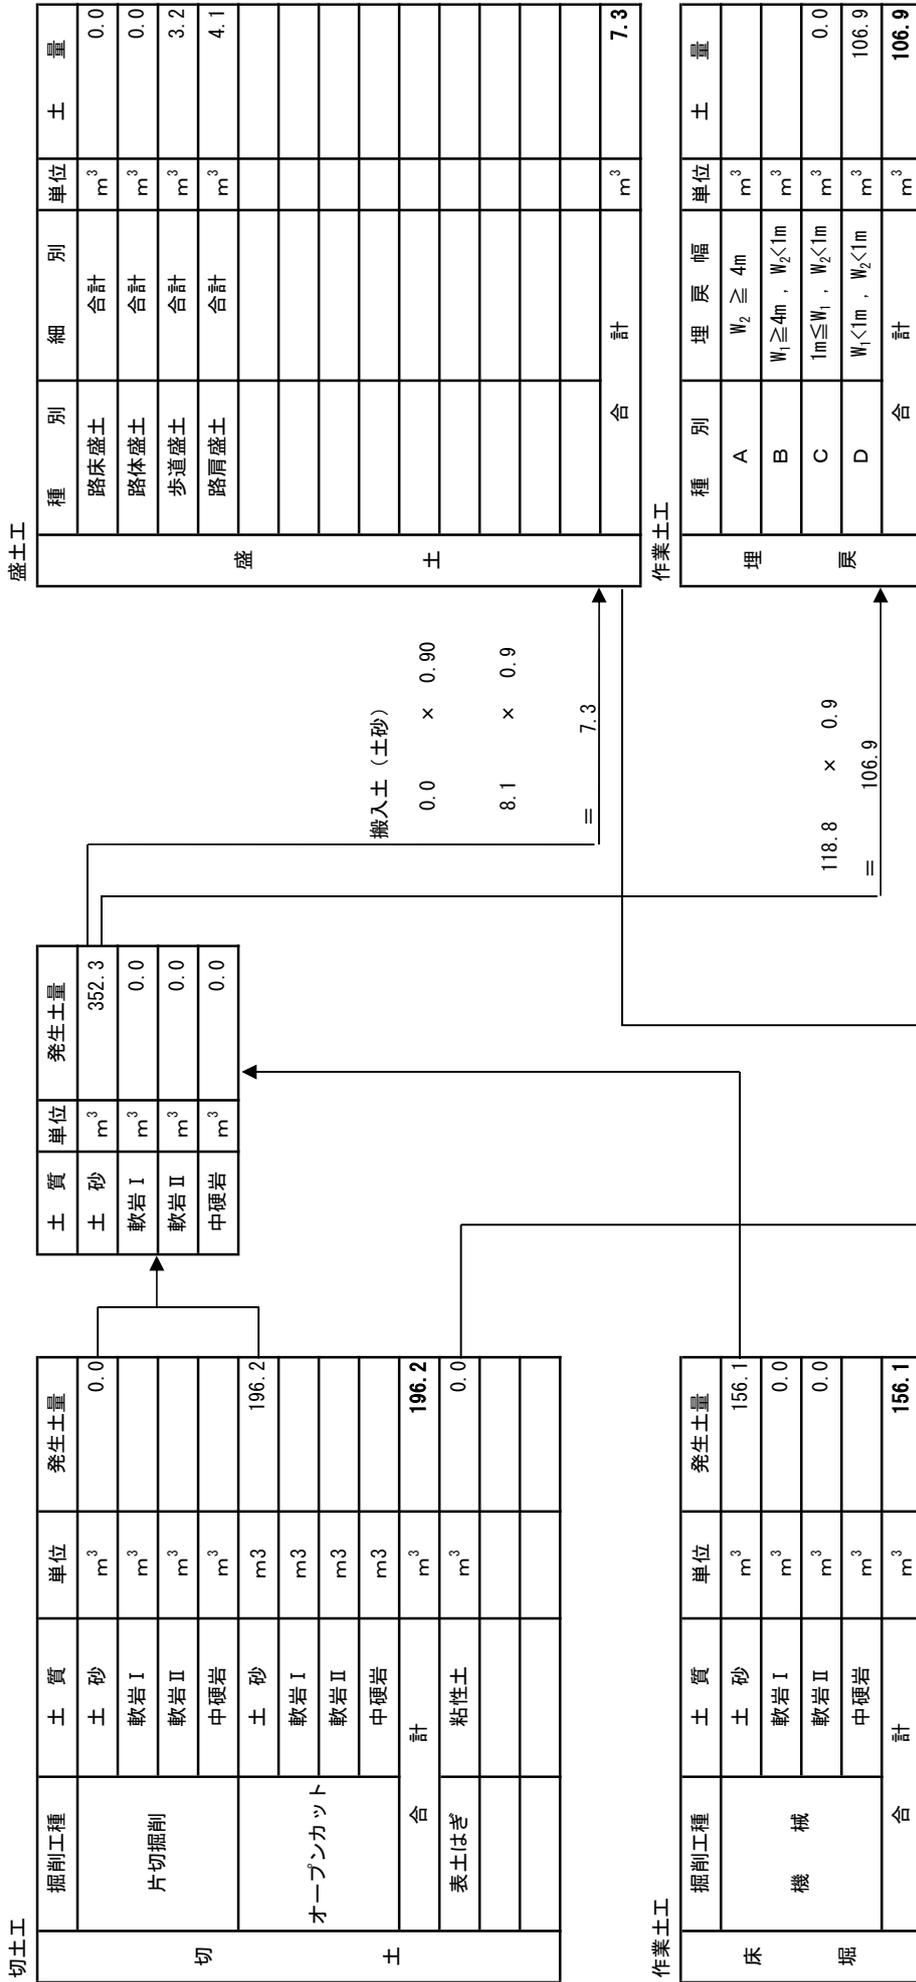 切土工
掘削工種 土 質 単位 発生土量
切 土
片切掘削 土 砂 m³ 0.0
軟岩Ⅰ m³
軟岩Ⅱ m³
中硬岩 m³
オープンカット 土 砂 m3 196.2
軟岩Ⅰ m3
軟岩Ⅱ m3
中硬岩 m3
合 計 m³ 196.2
表土はぎ 粘性土 m³ 0.0
土 質 単位 発生土量
土 砂 m³ 352.3
軟岩Ⅰ m³ 0.0
軟岩Ⅱ m³ 0.0
中硬岩 m³ 0.0
搬入土（土砂）
0.0 × 0.90
8.1 × 0.9
= 7.3
盛土工
種 別 細 別 単位 土 量
盛 土
路床盛土 合計 m³ 0.0
路体盛土 合計 m³ 0.0
歩道盛土 合計 m³ 3.2
路肩盛土 合計 m³ 4.1
合 計 m³ 7.3
作業土工
掘削工種 土 質 単位 発生土量
床 堀
機 械 土 砂 m³ 156.1
軟岩Ⅰ m³ 0.0
軟岩Ⅱ m³ 0.0
中硬岩 m³
合 計 m³ 156.1
118.8 × 0.9
= 106.9
作業土工
種 別 埋 戻 幅 単位 土 量
埋 戻
A W₂ ≧ 4m m³
B W₁≧4m , W₂<1m m³
C 1m≦W₁ , W₂<1m m³ 0.0
D W₁<1m , W₂<1m m³ 106.9
合 計 m³ 106.9